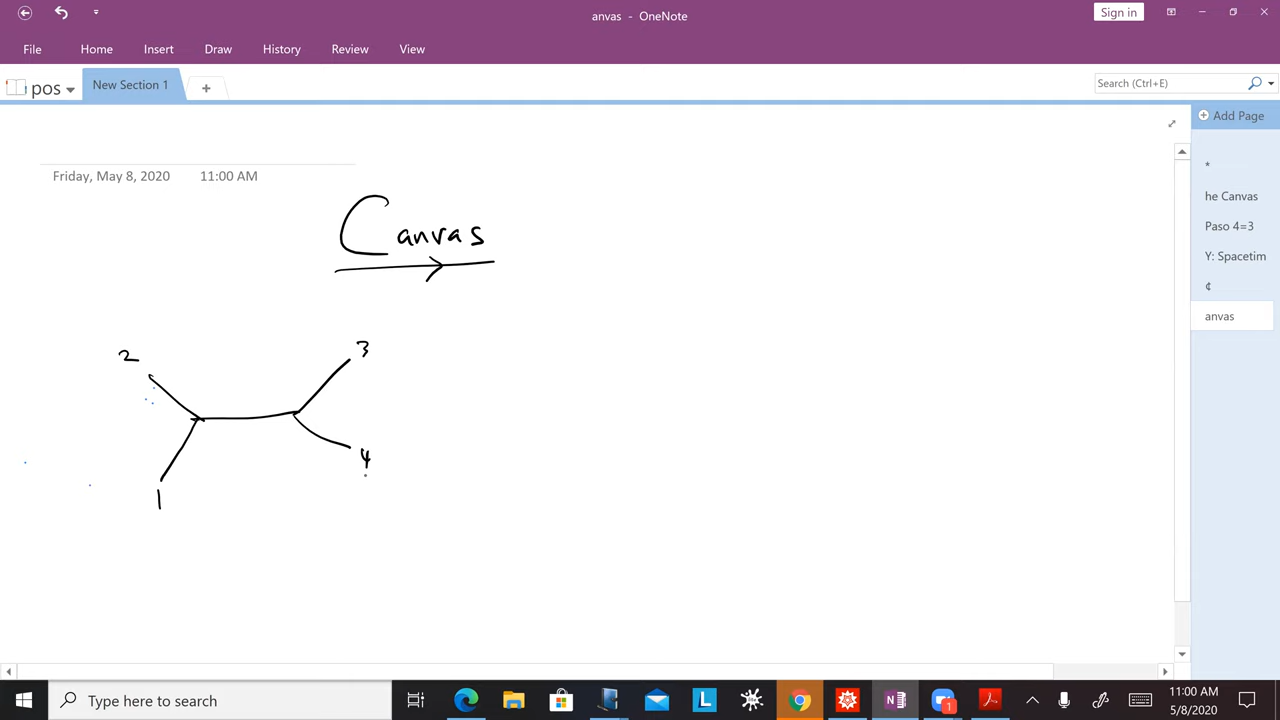 anvas - OneNote
Sign in
File Home Insert Draw History Review View
pos New Section 1
Search (Ctrl+E)
Add Page
Friday, May 8, 2020 11:00 AM
*
he Canvas
Paso 4=3
Y: Spacetim
¢
anvas
Canvas
2
3
4
1
Type here to search
L
N
1
11:00 AM
5/8/2020